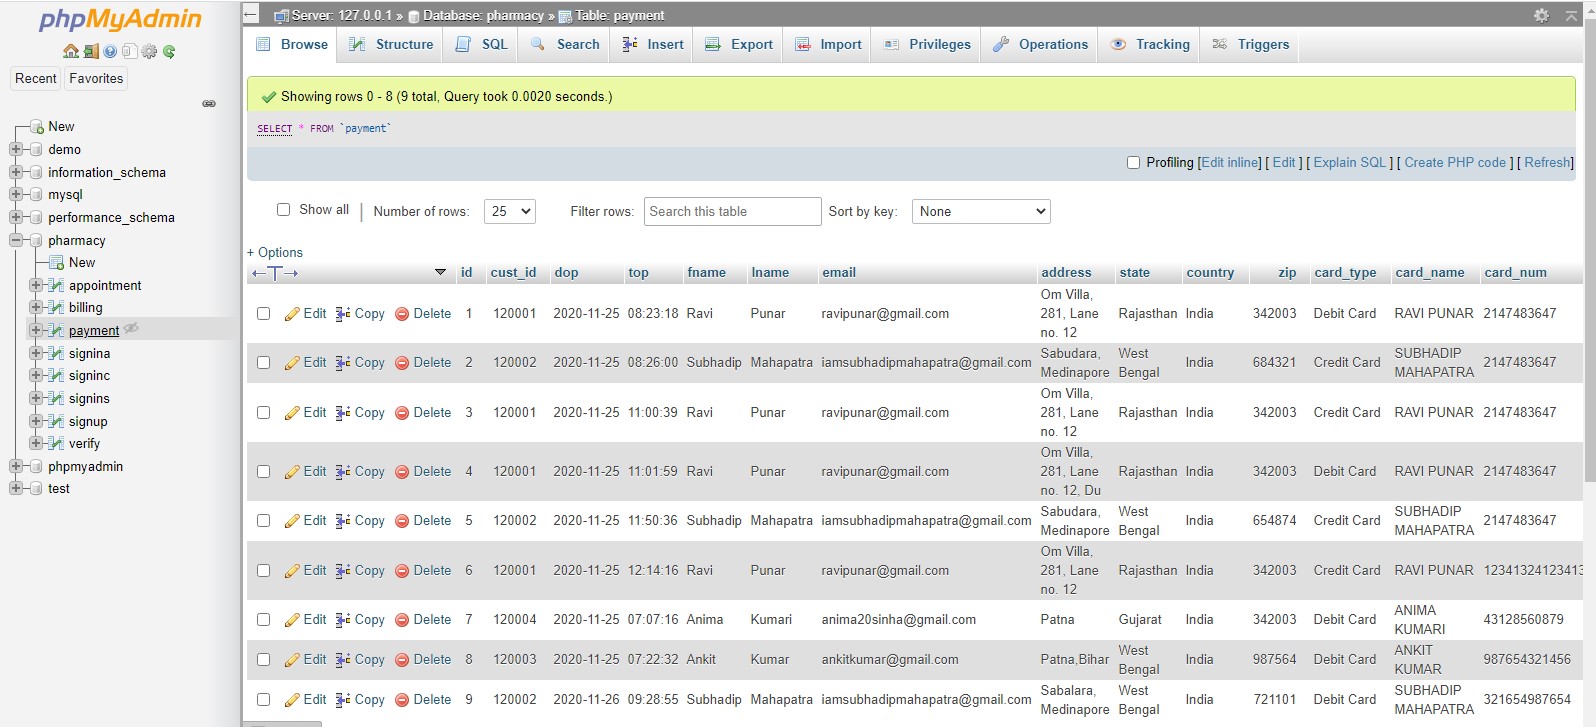 phpMyAdmin
Recent Favorites
New
demo
information_schema
mysql
performance_schema
pharmacy
New
appointment
billing
payment
signina
signinc
signins
signup
verify
phpmyadmin
test
Server: 127.0.0.1 » Database: pharmacy » Table: payment
Browse Structure SQL Search Insert Export Import Privileges Operations Tracking Triggers
Showing rows 0 - 8 (9 total, Query took 0.0020 seconds.)
SELECT * FROM `payment`
Profiling [Edit inline] [ Edit ] [ Explain SQL ] [ Create PHP code ] [ Refresh]
Show all | Number of rows: 25 Filter rows: Search this table Sort by key: None
+ Options
←T→ id cust_id dop top fname lname email address state country zip card_type card_name card_num
Edit Copy Delete 1 120001 2020-11-25 08:23:18 Ravi Punar ravipunar@gmail.com Om Villa, 281, Lane no. 12 Rajasthan India 342003 Debit Card RAVI PUNAR 2147483647
Edit Copy Delete 2 120002 2020-11-25 08:26:00 Subhadip Mahapatra iamsubhadipmahapatra@gmail.com Sabudara, Medinapore West Bengal India 684321 Credit Card SUBHADIP MAHAPATRA 2147483647
Edit Copy Delete 3 120001 2020-11-25 11:00:39 Ravi Punar ravipunar@gmail.com Om Villa, 281, Lane no. 12 Rajasthan India 342003 Credit Card RAVI PUNAR 2147483647
Edit Copy Delete 4 120001 2020-11-25 11:01:59 Ravi Punar ravipunar@gmail.com Om Villa, 281, Lane no. 12, Du Rajasthan India 342003 Debit Card RAVI PUNAR 2147483647
Edit Copy Delete 5 120002 2020-11-25 11:50:36 Subhadip Mahapatra iamsubhadipmahapatra@gmail.com Sabudara, Medinapore West Bengal India 654874 Credit Card SUBHADIP MAHAPATRA 2147483647
Edit Copy Delete 6 120001 2020-11-25 12:14:16 Ravi Punar ravipunar@gmail.com Om Villa, 281, Lane no. 12 Rajasthan India 342003 Credit Card RAVI PUNAR 12341324123413
Edit Copy Delete 7 120004 2020-11-25 07:07:16 Anima Kumari anima20sinha@gmail.com Patna Gujarat India 342003 Debit Card ANIMA KUMARI 43128560879
Edit Copy Delete 8 120003 2020-11-25 07:22:32 Ankit Kumar ankitkumar@gmail.com Patna,Bihar West Bengal India 987564 Debit Card ANKIT KUMAR 987654321456
Edit Copy Delete 9 120002 2020-11-26 09:28:55 Subhadip Mahapatra iamsubhadipmahapatra@gmail.com Sabalara, Medinapore West Bengal India 721101 Debit Card SUBHADIP MAHAPATRA 321654987654